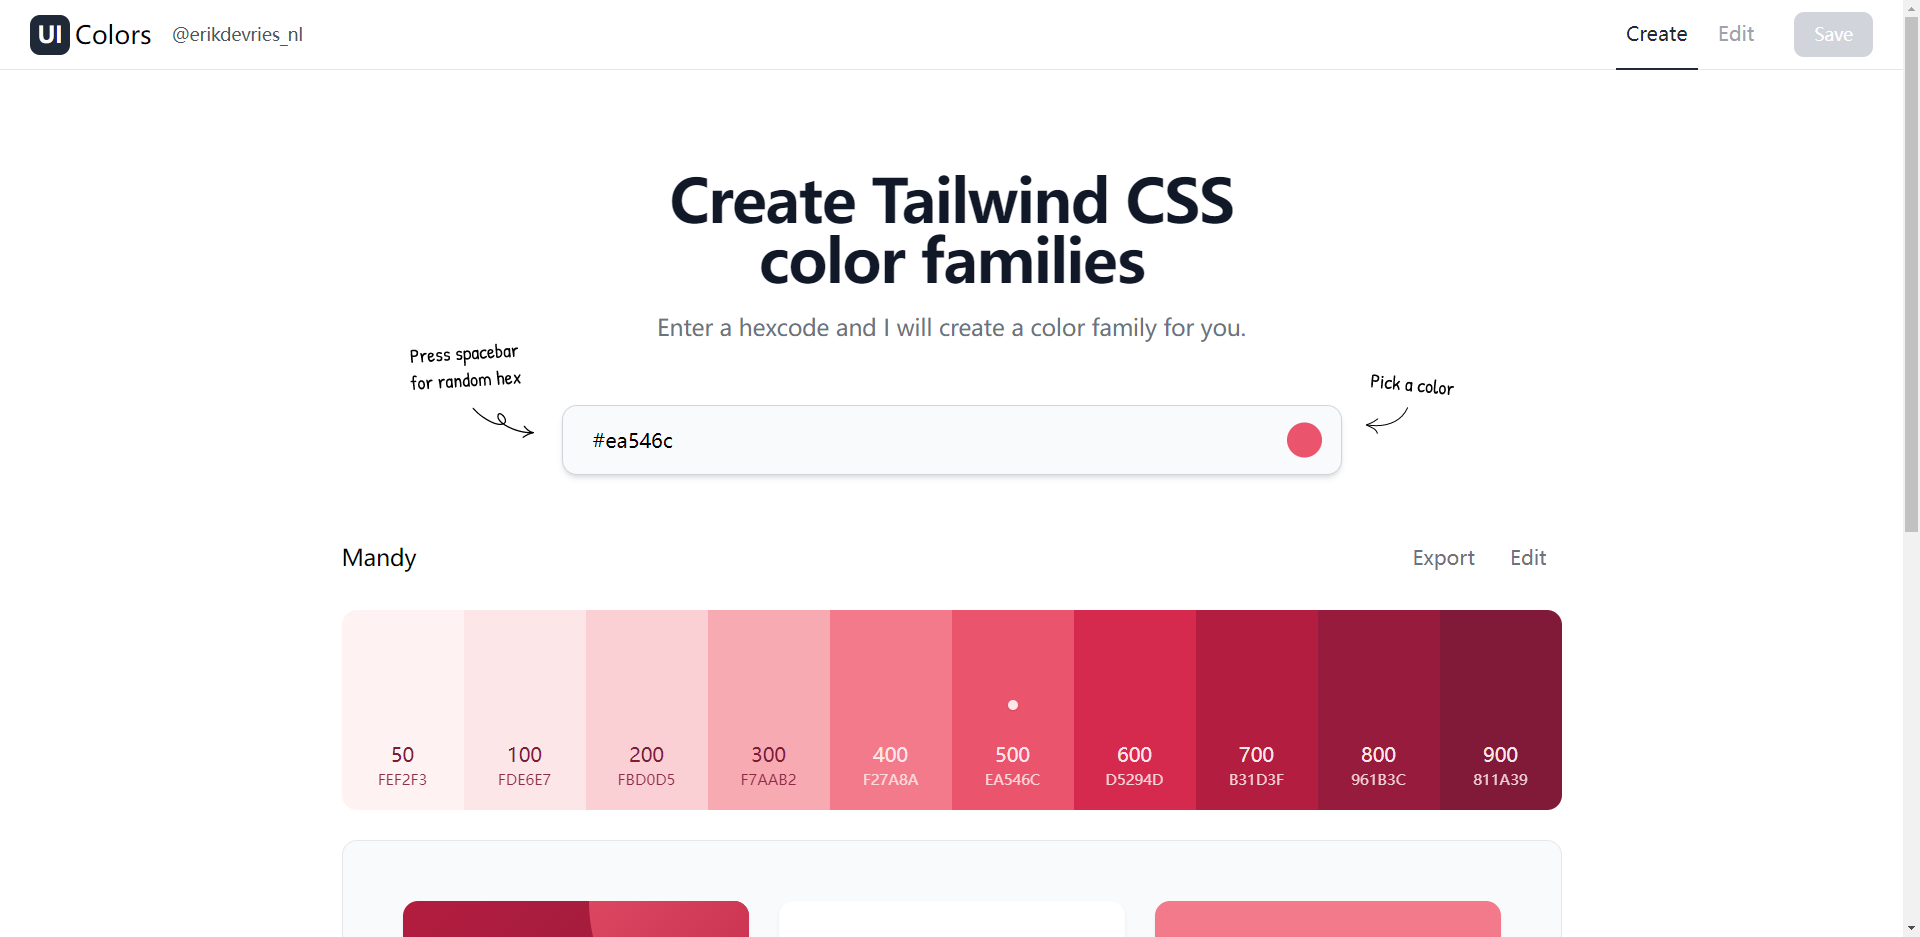 UI Colors @erikdevries_nl Create Edit Save
Create Tailwind CSS
color families
Enter a hexcode and I will create a color family for you.
Press spacebar
for random hex
Pick a color
#ea546c
Mandy Export Edit
50 100 200 300 400 500 600 700 800 900
FEF2F3 FDE6E7 FBD0D5 F7AAB2 F27A8A EA546C D5294D B31D3F 961B3C 811A39